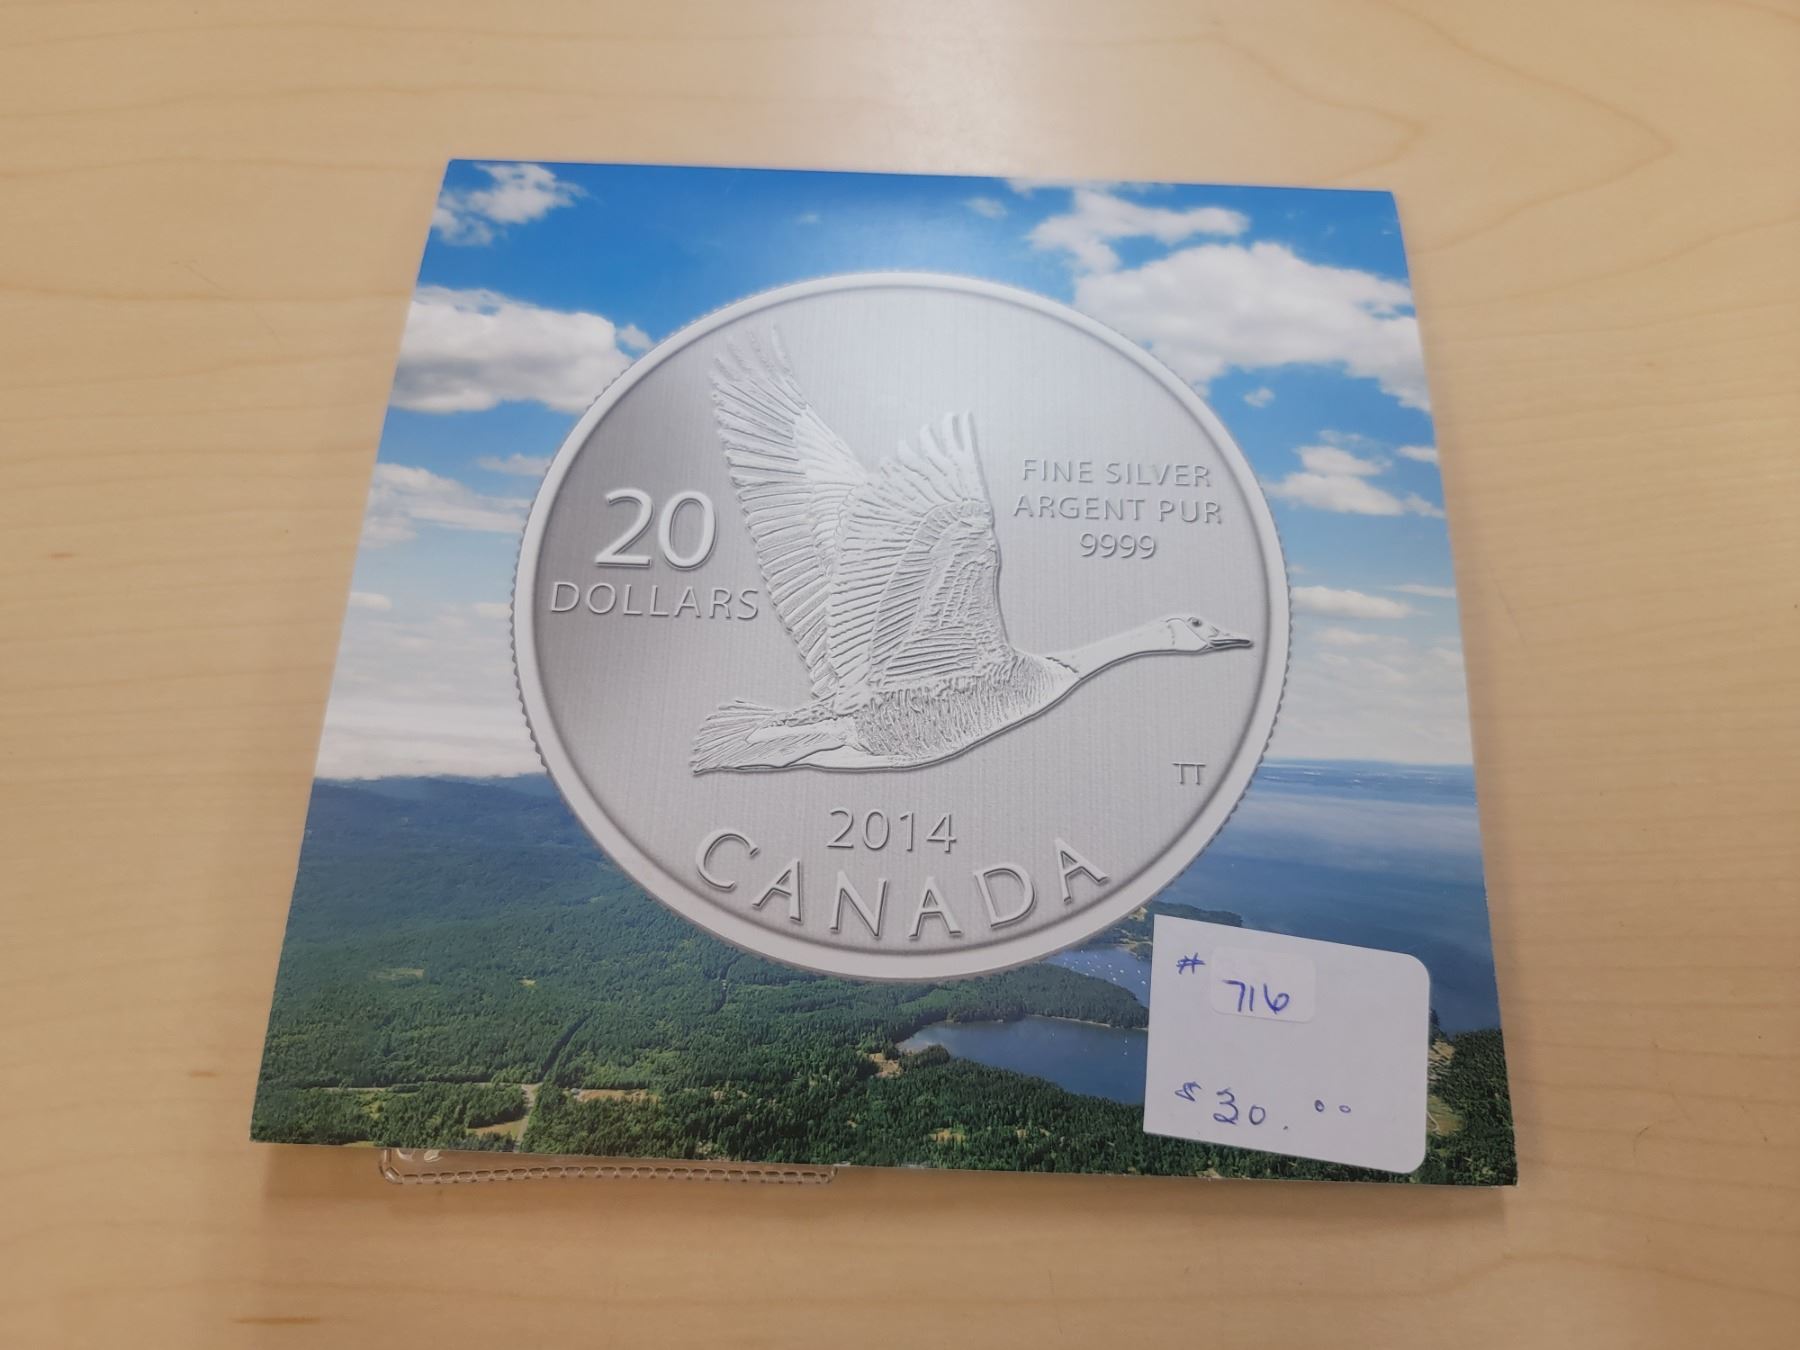 20
DOLLARS
FINE SILVER
ARGENT PUR
9999
TT
2014
CANADA
# 716
$ 30.00